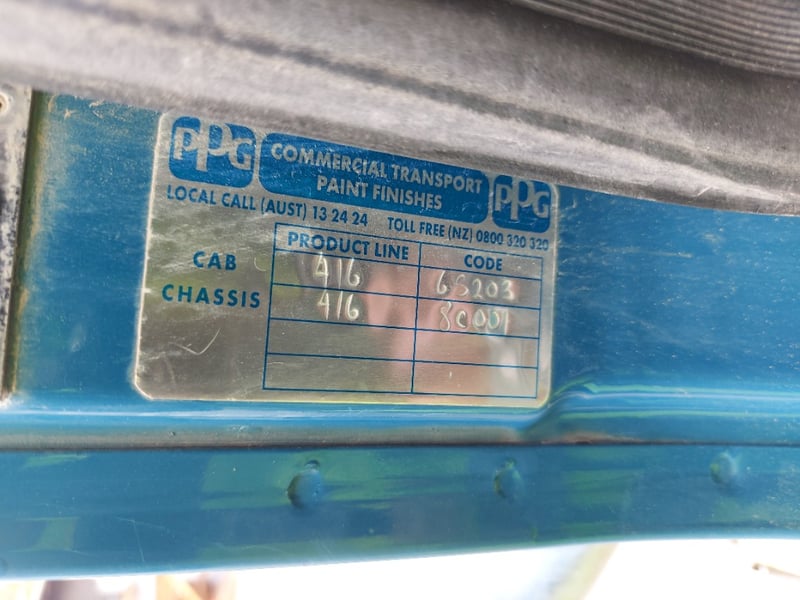 PPG COMMERCIAL TRANSPORT PPG
PAINT FINISHES
LOCAL CALL (AUST) 13 24 24 TOLL FREE (NZ) 0800 320 320
PRODUCT LINE CODE
CAB 416
CHASSIS 416